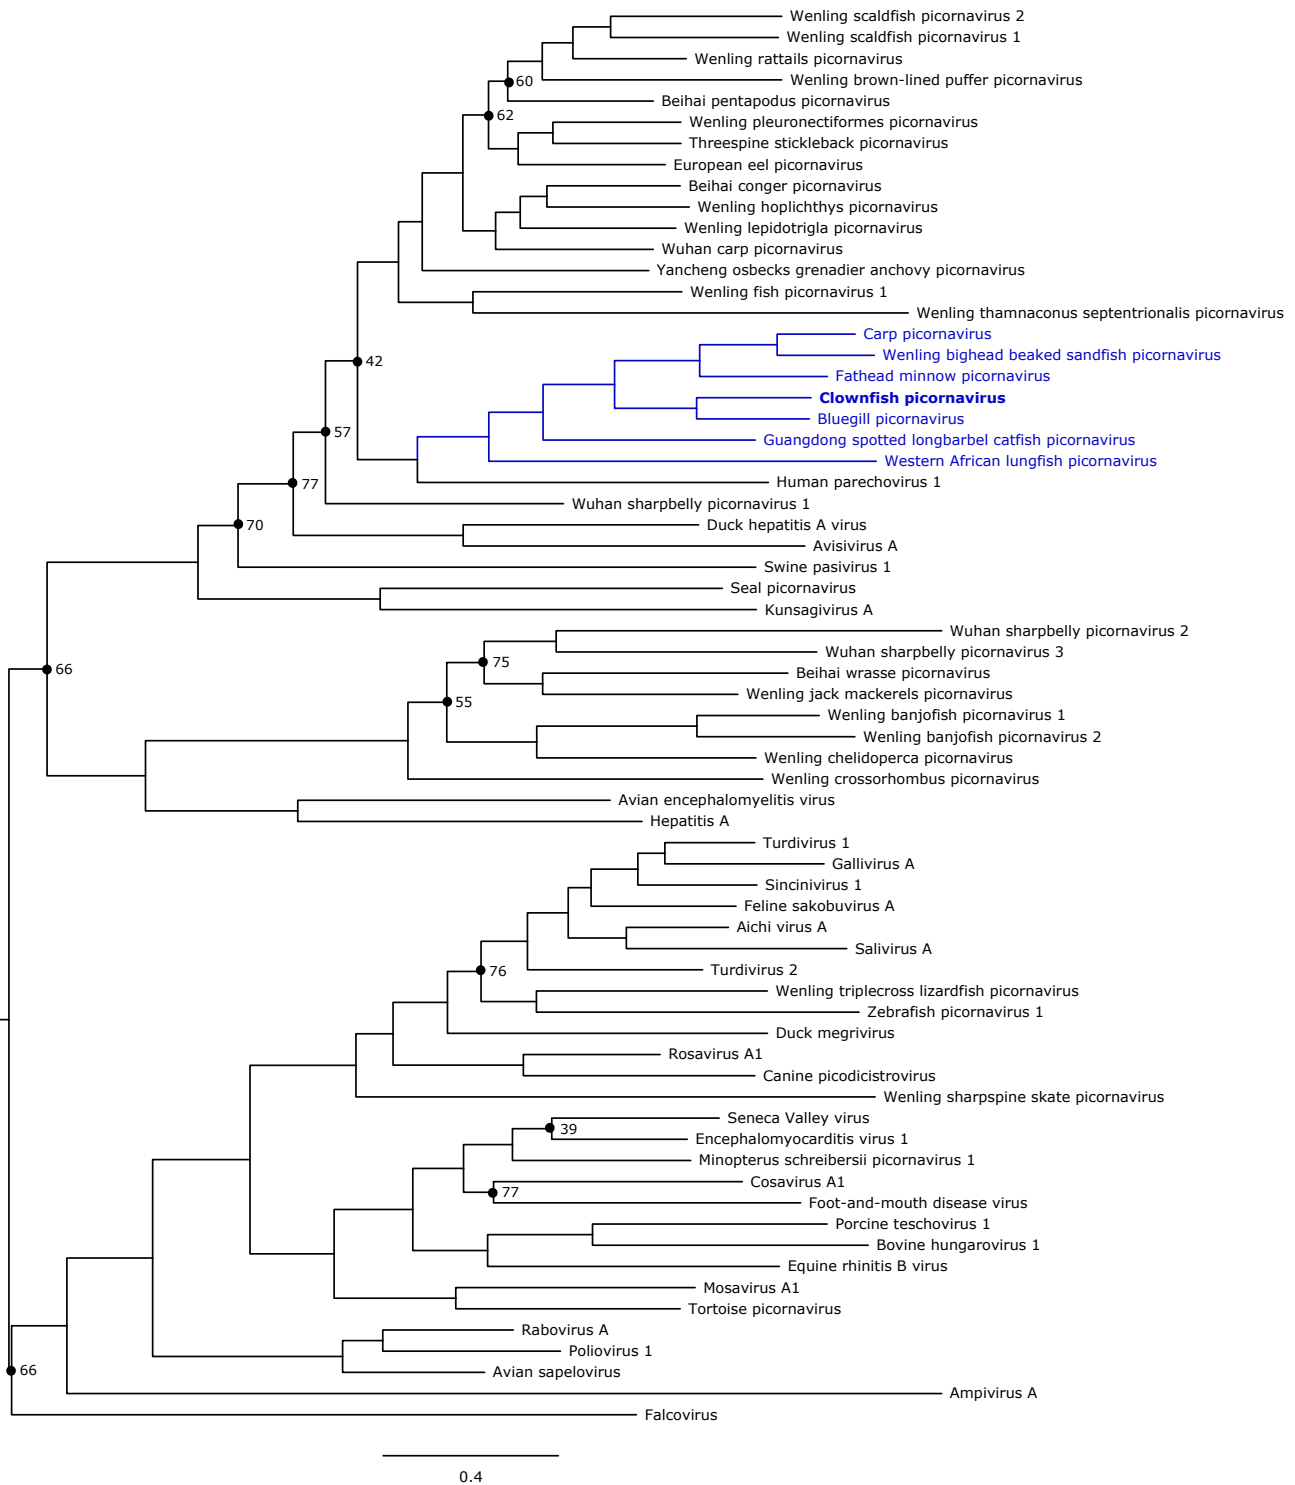 Wenling scaldfish picornavirus 2
Wenling scaldfish picornavirus 1
Wenling rattails picornavirus
Wenling brown-lined puffer picornavirus
60
Beihai pentapodus picornavirus
62
Wenling pleuronectiformes picornavirus
Threespine stickleback picornavirus
European eel picornavirus
Beihai conger picornavirus
Wenling hoplichthys picornavirus
Wenling lepidotrigla picornavirus
Wuhan carp picornavirus
Yancheng osbecks grenadier anchovy picornavirus
Wenling fish picornavirus 1
Wenling thamnaconus septentrionalis picornavirus
Carp picornavirus
Wenling bighead beaked sandfish picornavirus
42
Fathead minnow picornavirus
Clownfish picornavirus
Bluegill picornavirus
57
Guangdong spotted longbarbel catfish picornavirus
Western African lungfish picornavirus
Human parechovirus 1
77
Wuhan sharpbelly picornavirus 1
70
Duck hepatitis A virus
Avisivirus A
Swine pasivirus 1
Seal picornavirus
Kunsagivirus A
Wuhan sharpbelly picornavirus 2
Wuhan sharpbelly picornavirus 3
75
66
Beihai wrasse picornavirus
Wenling jack mackerels picornavirus
55
Wenling banjofish picornavirus 1
Wenling banjofish picornavirus 2
Wenling chelidoperca picornavirus
Wenling crossorhombus picornavirus
Avian encephalomyelitis virus
Hepatitis A
Turdivirus 1
Gallivirus A
Sincinivirus 1
Feline sakobuvirus A
Aichi virus A
Salivirus A
Turdivirus 2
76
Wenling triplecross lizardfish picornavirus
Zebrafish picornavirus 1
Duck megrivirus
Rosavirus A1
Canine picodicistrovirus
Wenling sharpspine skate picornavirus
Seneca Valley virus
39
Encephalomyocarditis virus 1
Minopterus schreibersii picornavirus 1
Cosavirus A1
77
Foot-and-mouth disease virus
Porcine teschovirus 1
Bovine hungarovirus 1
Equine rhinitis B virus
Mosavirus A1
Tortoise picornavirus
Rabovirus A
Poliovirus 1
66
Avian sapelovirus
Ampivirus A
Falcovirus
0.4